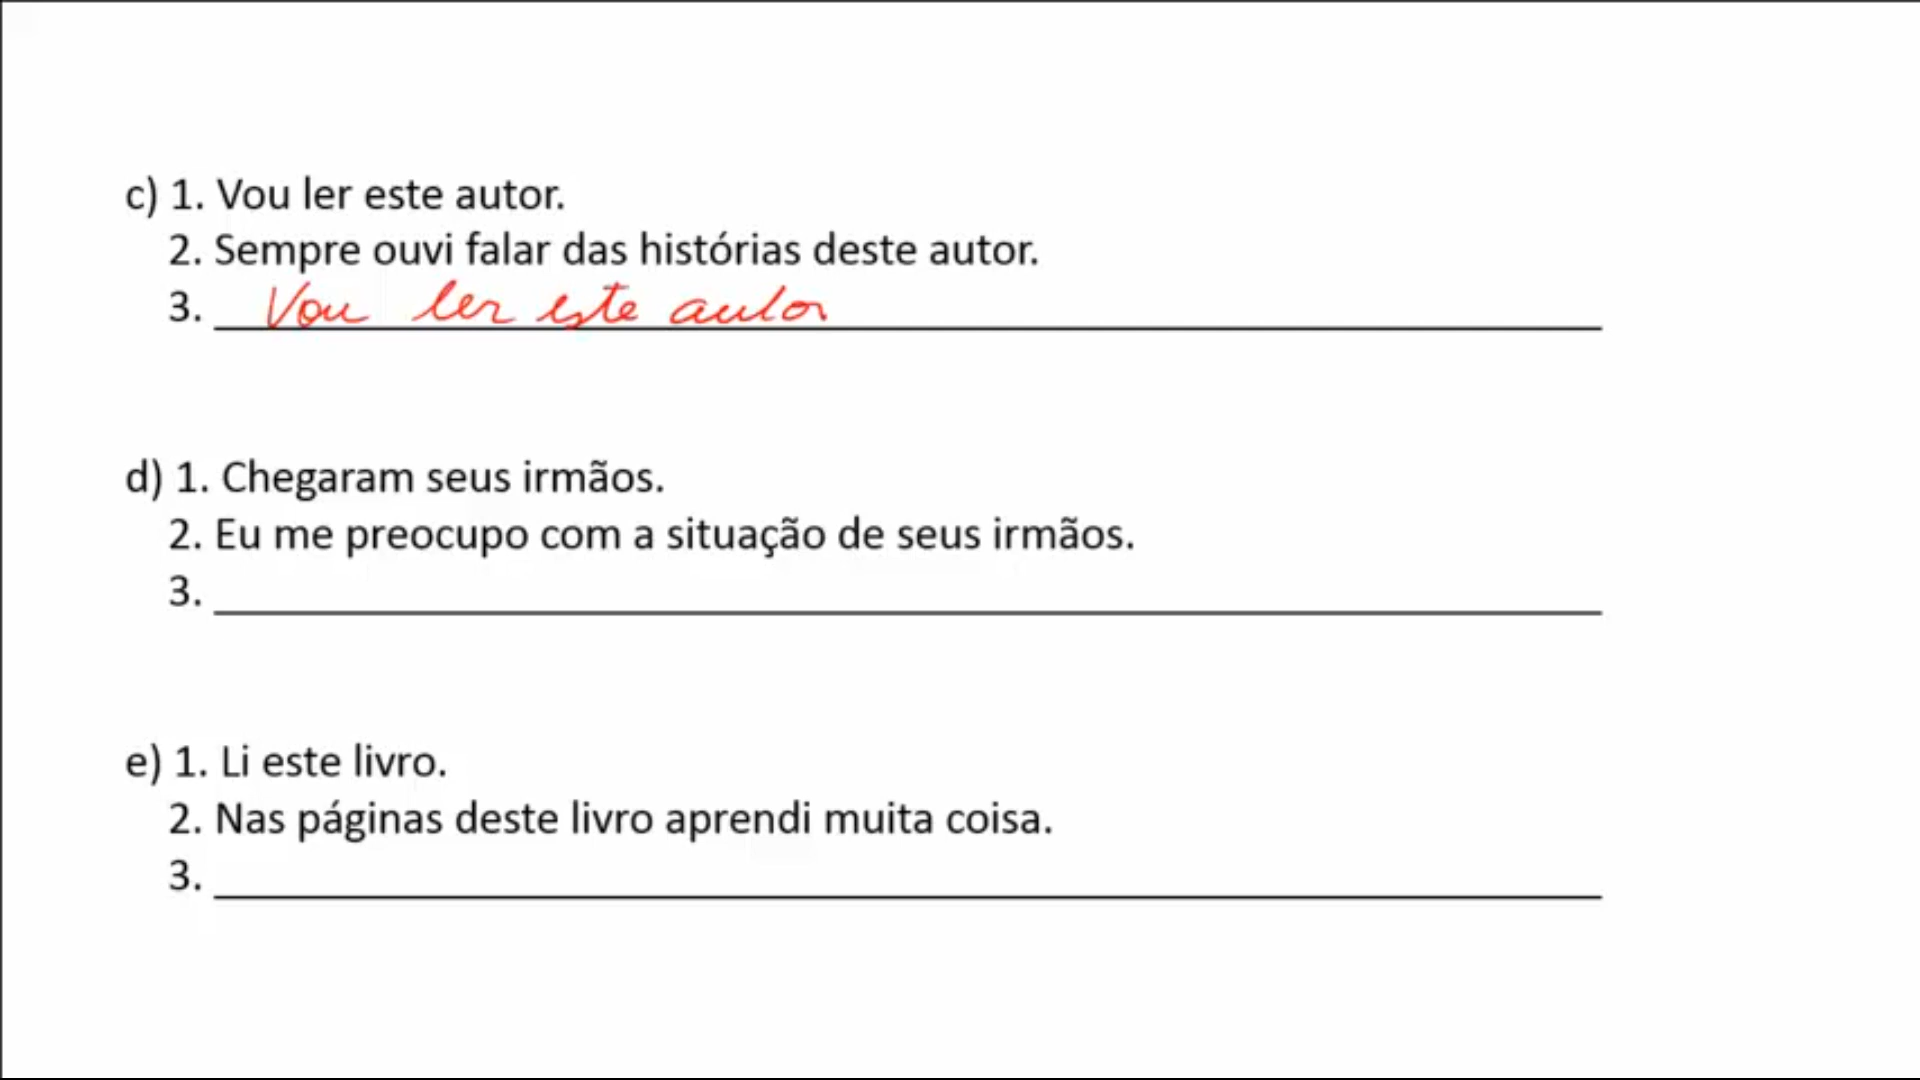 c) 1. Vou ler este autor.
2. Sempre ouvi falar das histórias deste autor.
3. Vou ler este autor
d) 1. Chegaram seus irmãos.
2. Eu me preocupo com a situação de seus irmãos.
3.
e) 1. Li este livro.
2. Nas páginas deste livro aprendi muita coisa.
3.